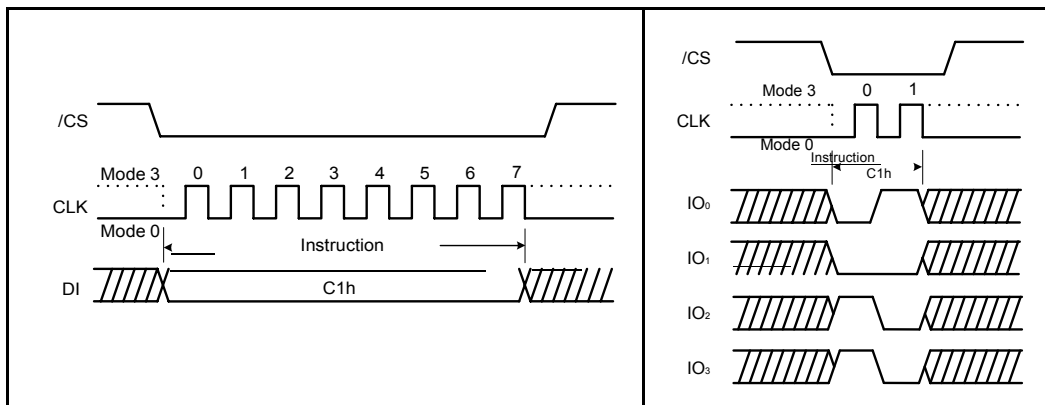 /CS
Mode 3 0 1 2 3 4 5 6 7
CLK
Mode 0
Instruction
DI
C1h
/CS
Mode 3 0 1
CLK
Mode 0
Instruction
C1h
IO₀
IO₁
IO₂
IO₃